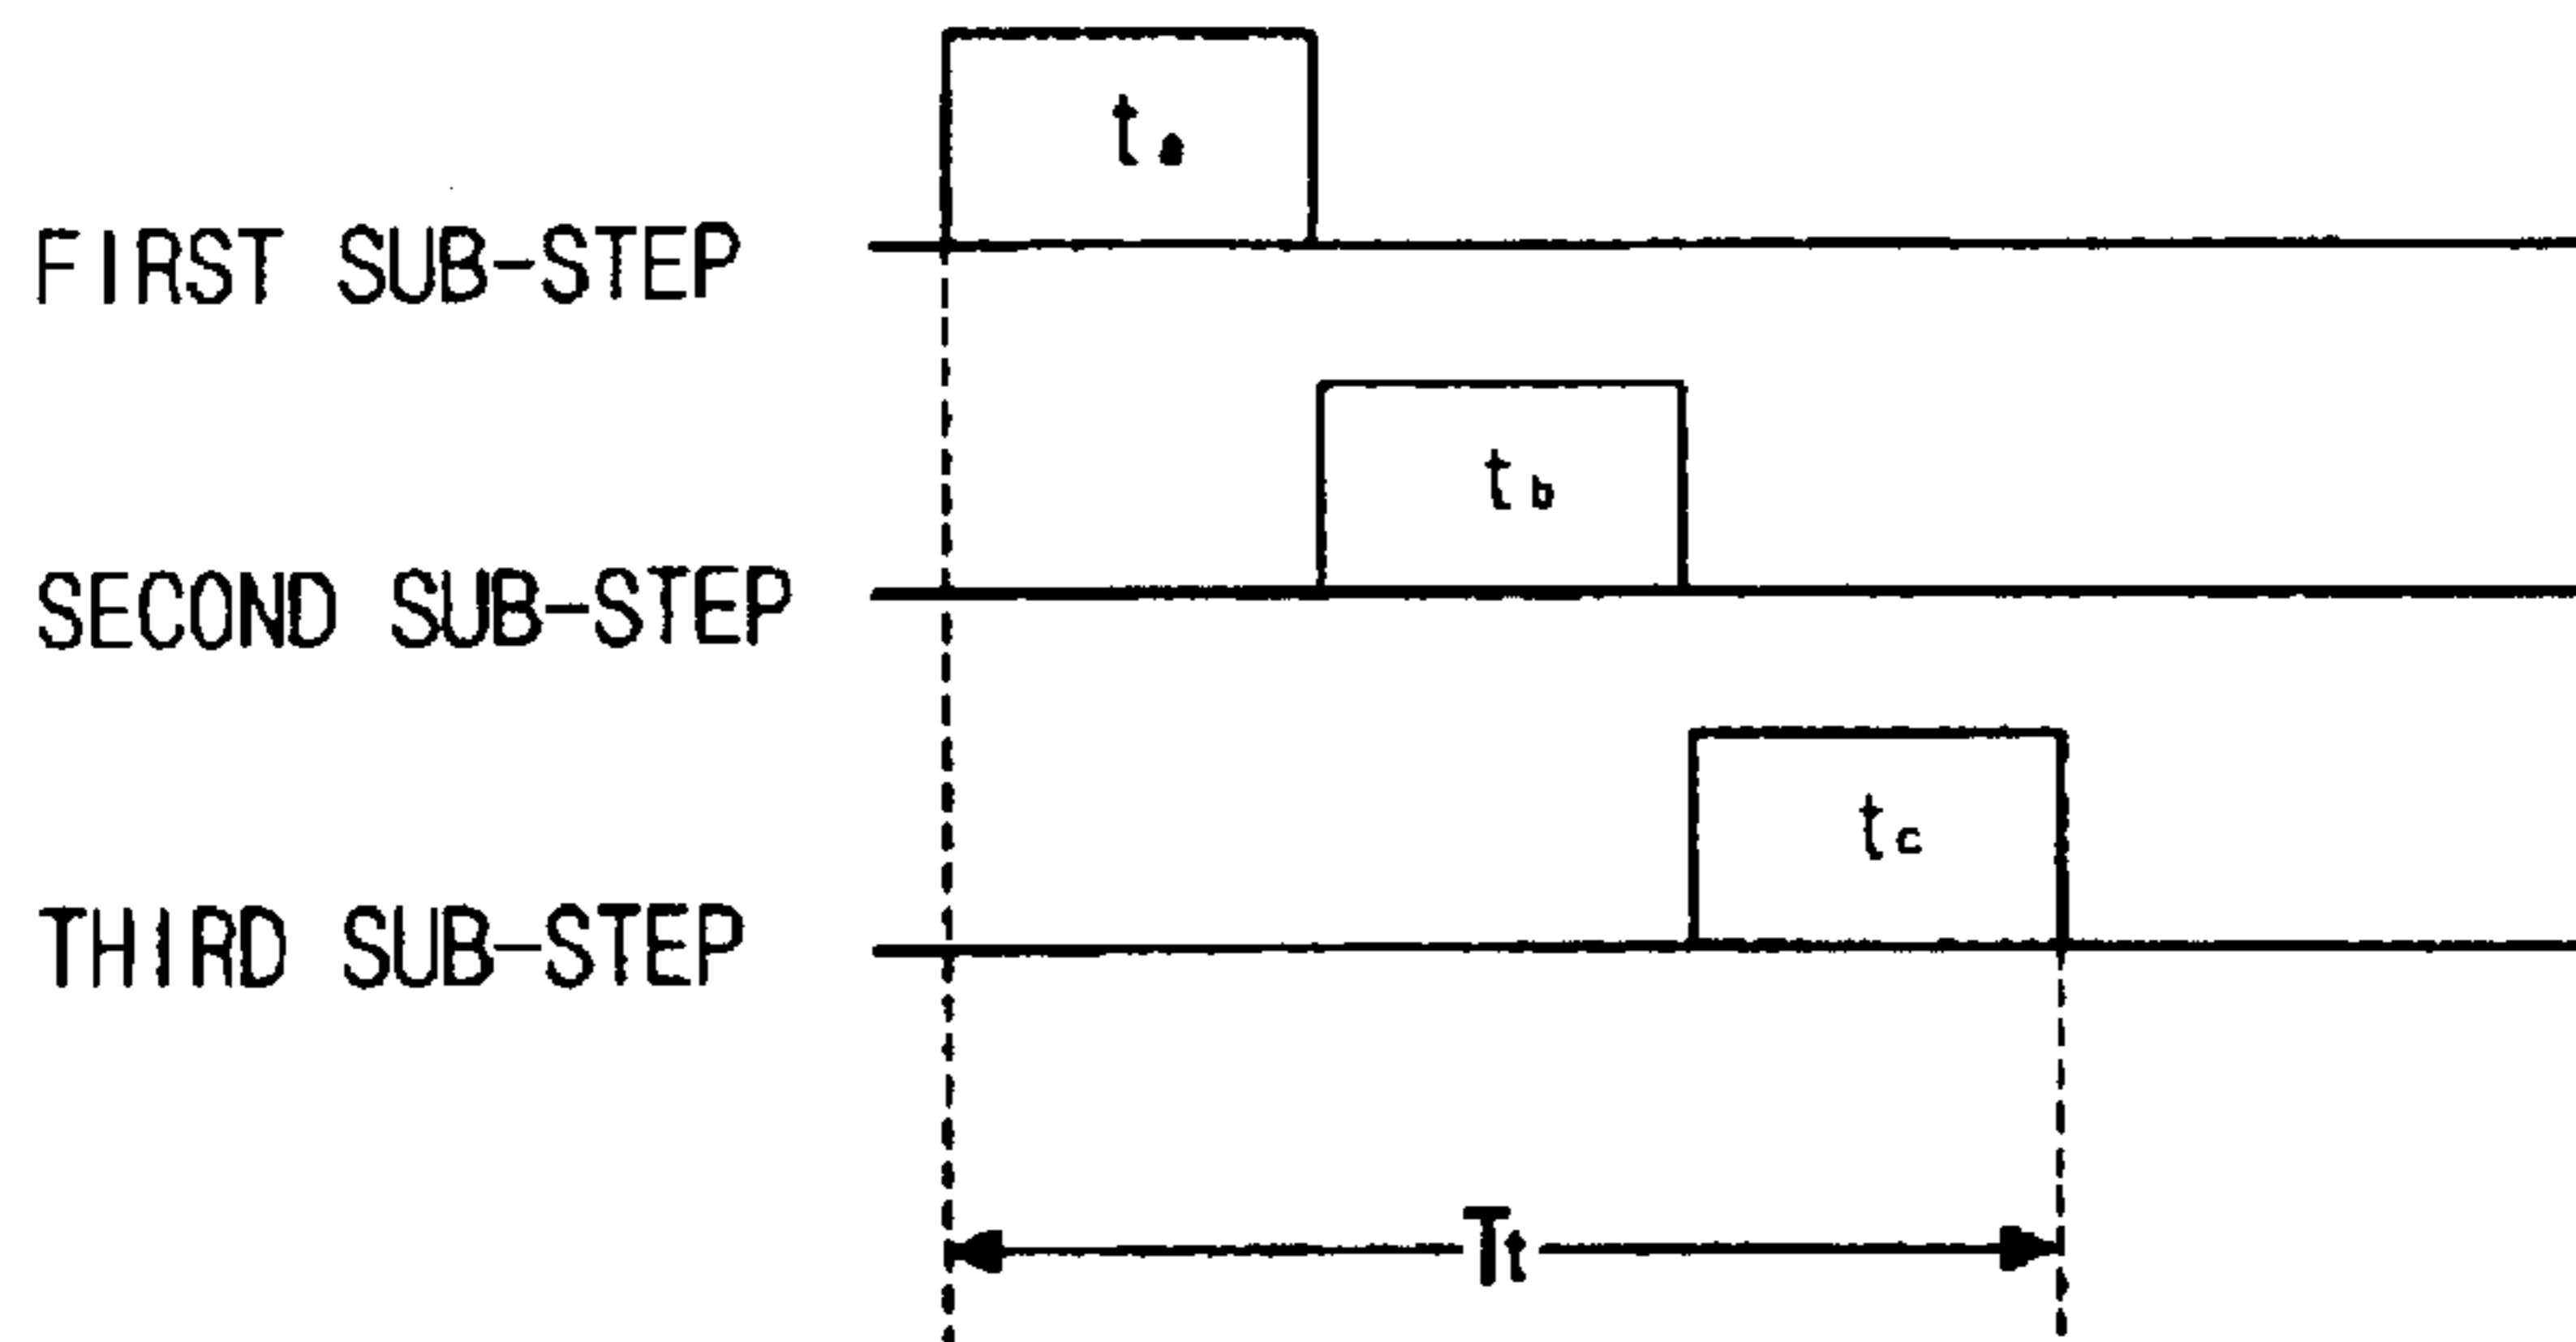 ta
FIRST SUB-STEP
tb
SECOND SUB-STEP
tc
THIRD SUB-STEP
Tt